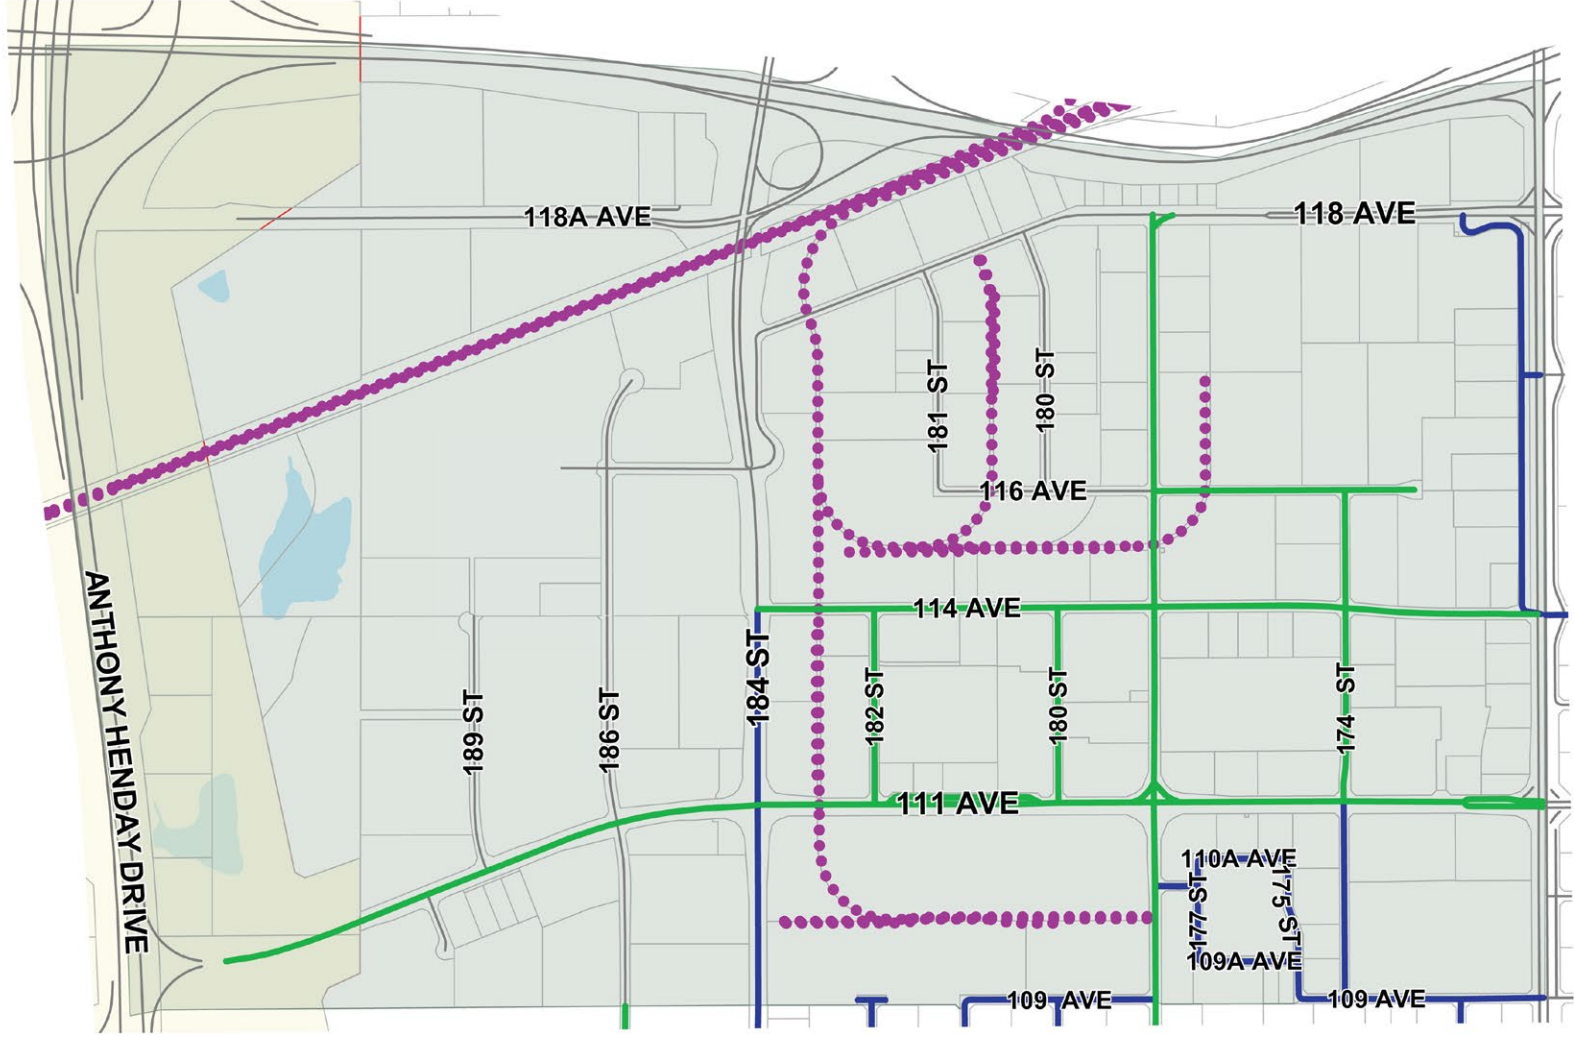 118A AVE
118 AVE
181 ST
180 ST
116 AVE
114 AVE
ANTHONY HENDAY DRIVE
189 ST
186 ST
184 ST
182 ST
180 ST
174 ST
111 AVE
110A AVE
177 ST
175 ST
109A AVE
109 AVE
109 AVE